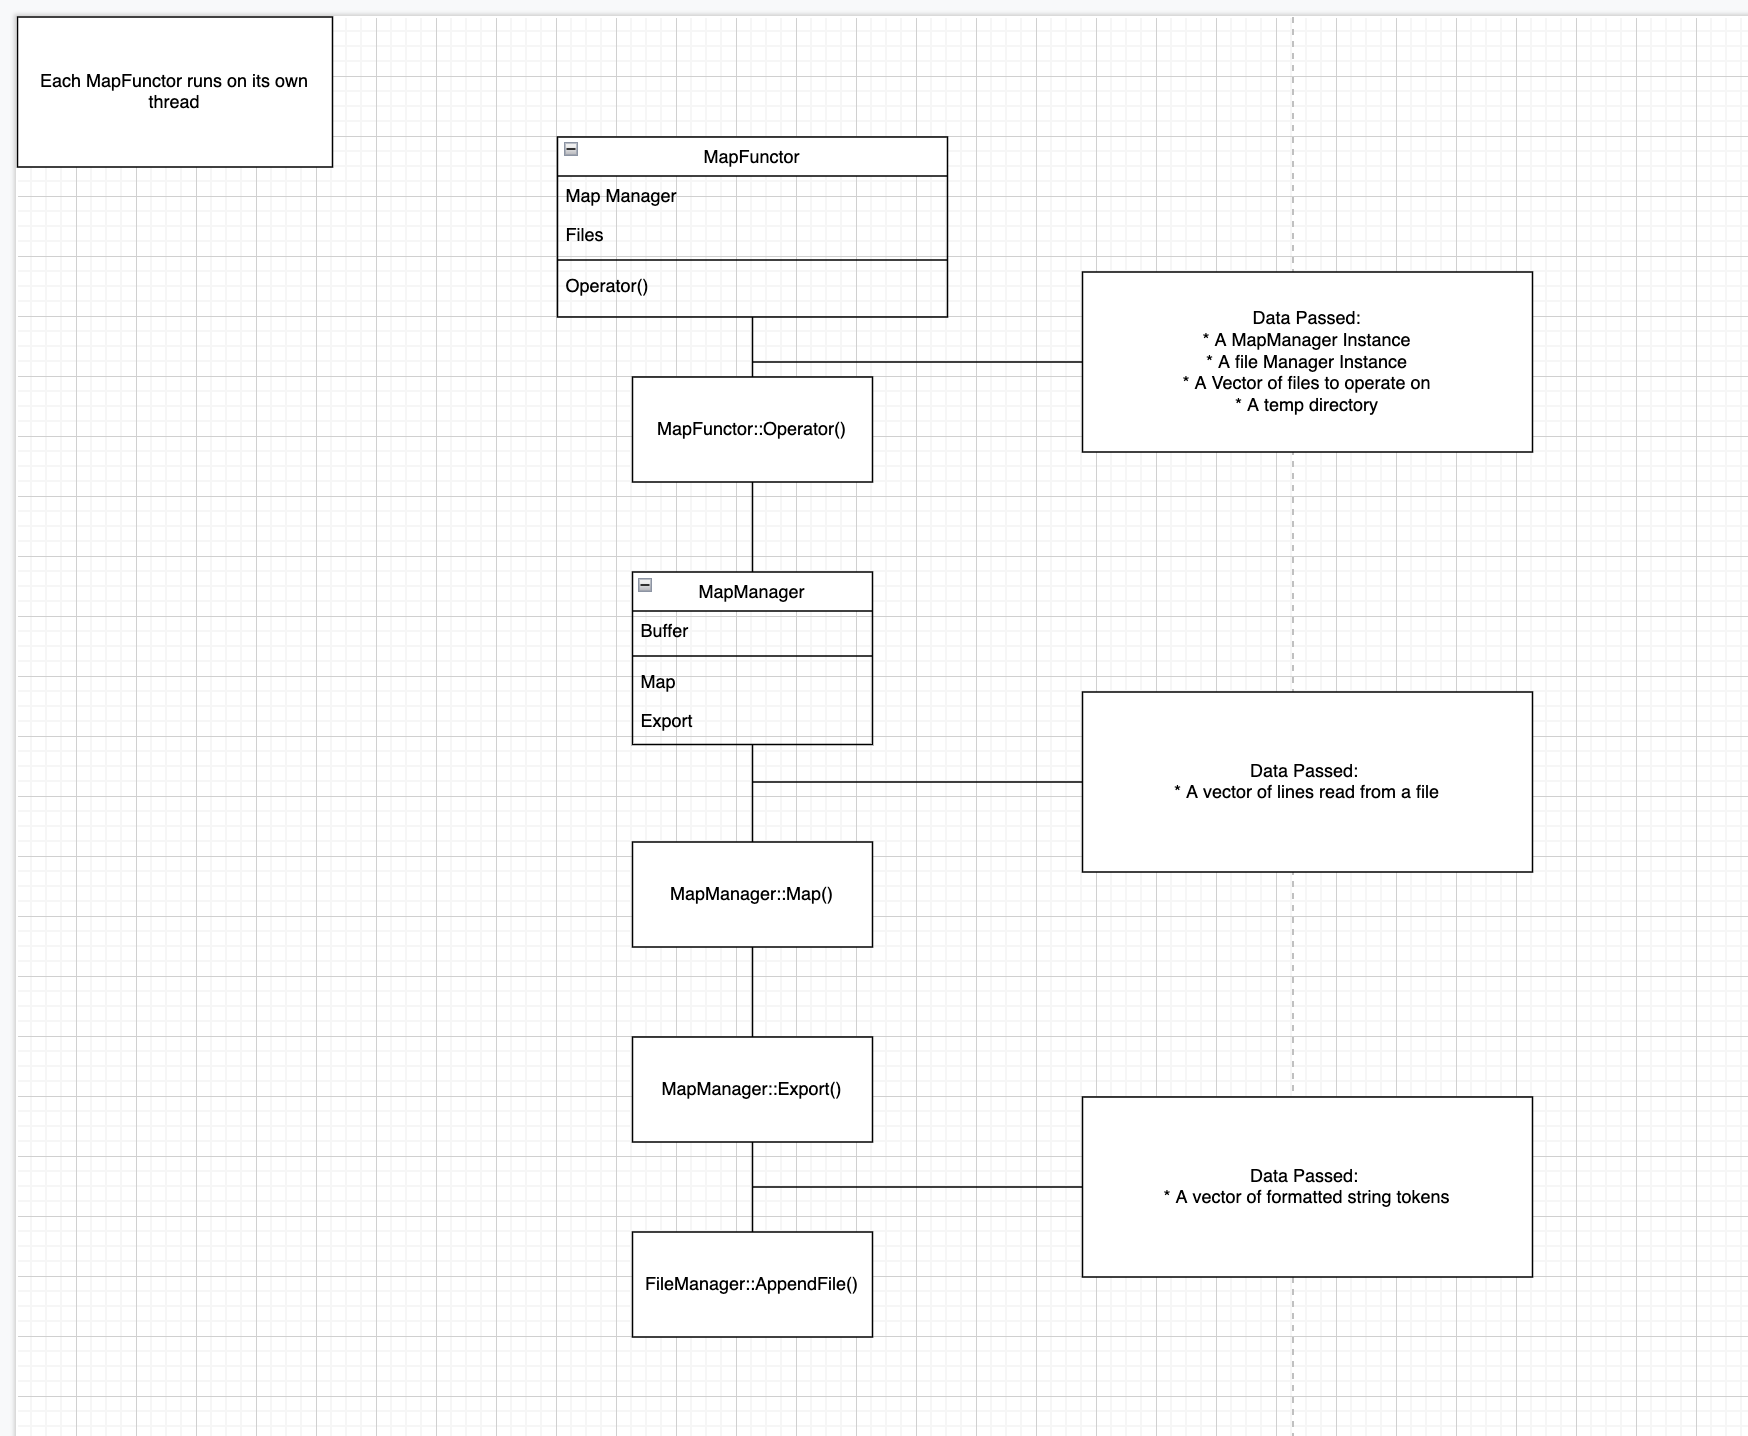 Each MapFunctor runs on its own
thread
MapFunctor
Map Manager
Files
Operator()
Data Passed:
* A MapManager Instance
* A file Manager Instance
* A Vector of files to operate on
* A temp directory
MapFunctor::Operator()
MapManager
Buffer
Map
Export
Data Passed:
* A vector of lines read from a file
MapManager::Map()
MapManager::Export()
Data Passed:
* A vector of formatted string tokens
FileManager::AppendFile()